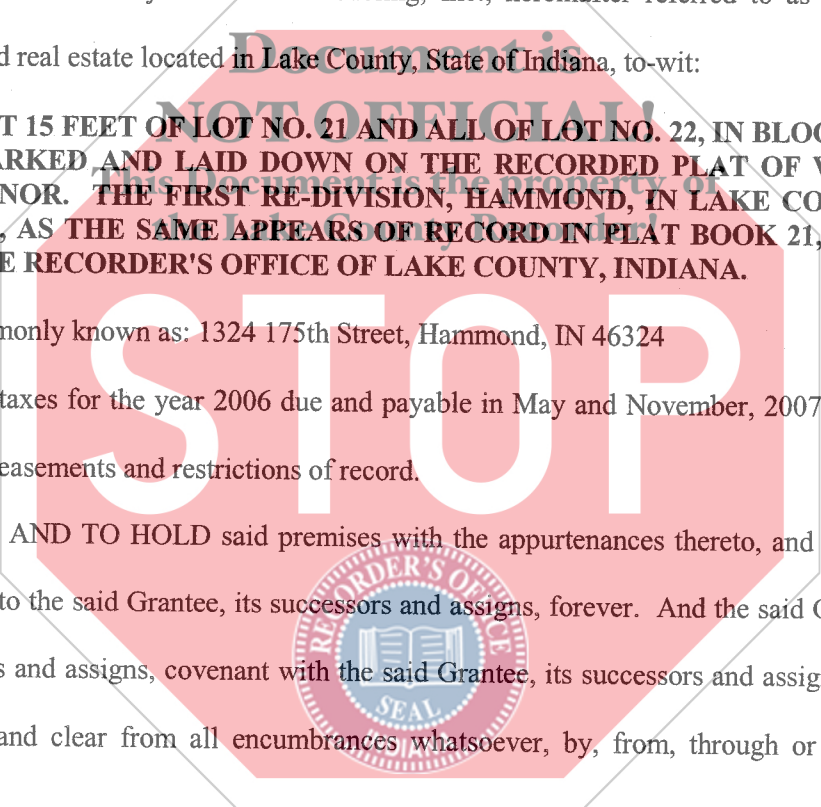 hereinafter referred to as
d real estate located in Lake County, State of Indiana, to-wit:
T 15 FEET OF LOT NO. 21 AND ALL OF LOT NO. 22, IN BLOC
ARKED AND LAID DOWN ON THE RECORDED PLAT OF V
NOR. THE FIRST RE-DIVISION, HAMMOND, IN LAKE CO
, AS THE SAME APPEARS OF RECORD IN PLAT BOOK 21,
E RECORDER'S OFFICE OF LAKE COUNTY, INDIANA.
monly known as: 1324 175th Street, Hammond, IN 46324
taxes for the year 2006 due and payable in May and November, 2007
easements and restrictions of record.
AND TO HOLD said premises with the appurtenances thereto, and
to the said Grantee, its successors and assigns, forever. And the said G
s and assigns, covenant with the said Grantee, its successors and assig
and clear from all encumbrances whatsoever, by, from, through or
Document is
NOT OFFICIAL!
This Document is the property of
the Lake County Recorder!
STOP
RECORDER'S OFFICE
SEAL
INDIANA